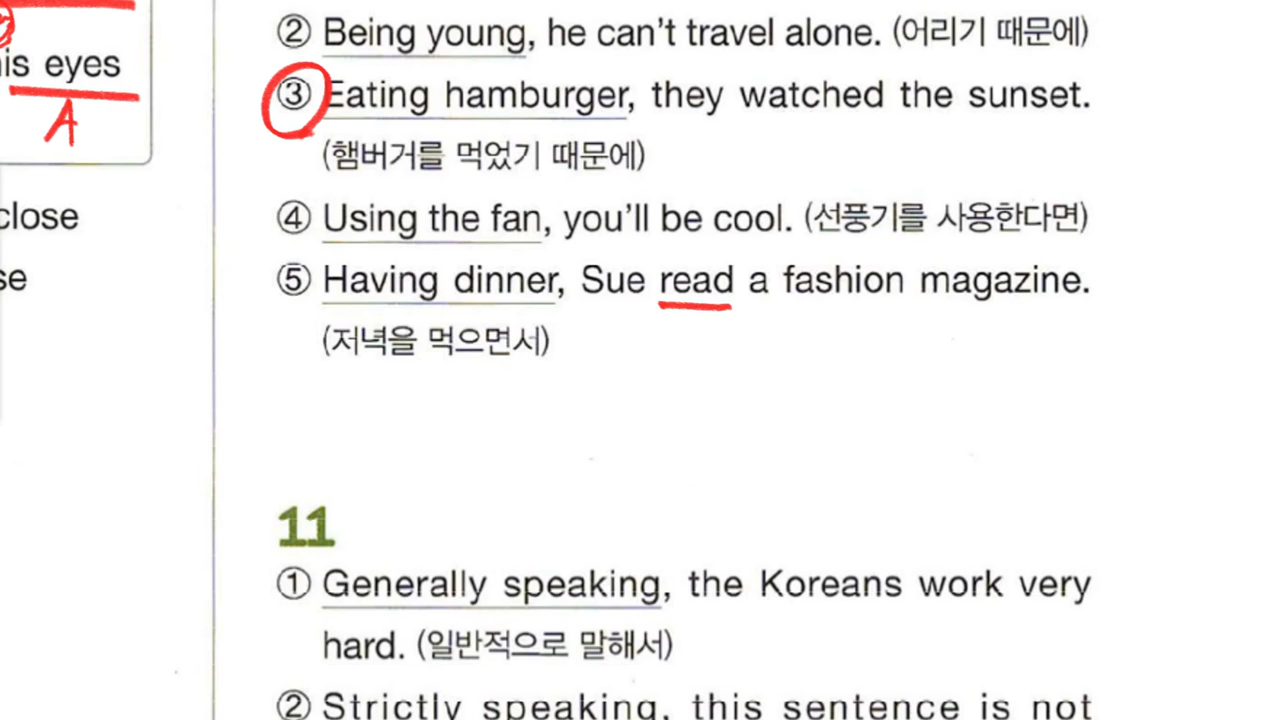 ② Being young, he can't travel alone. (어리기 때문에)
is eyes
③ Eating hamburger, they watched the sunset.
A
(햄버거를 먹었기 때문에)
close
④ Using the fan, you'll be cool. (선풍기를 사용한다면)
se
⑤ Having dinner, Sue read a fashion magazine.
(저녁을 먹으면서)
11
① Generally speaking, the Koreans work very
hard. (일반적으로 말해서)
② Strictly speaking, this sentence is not